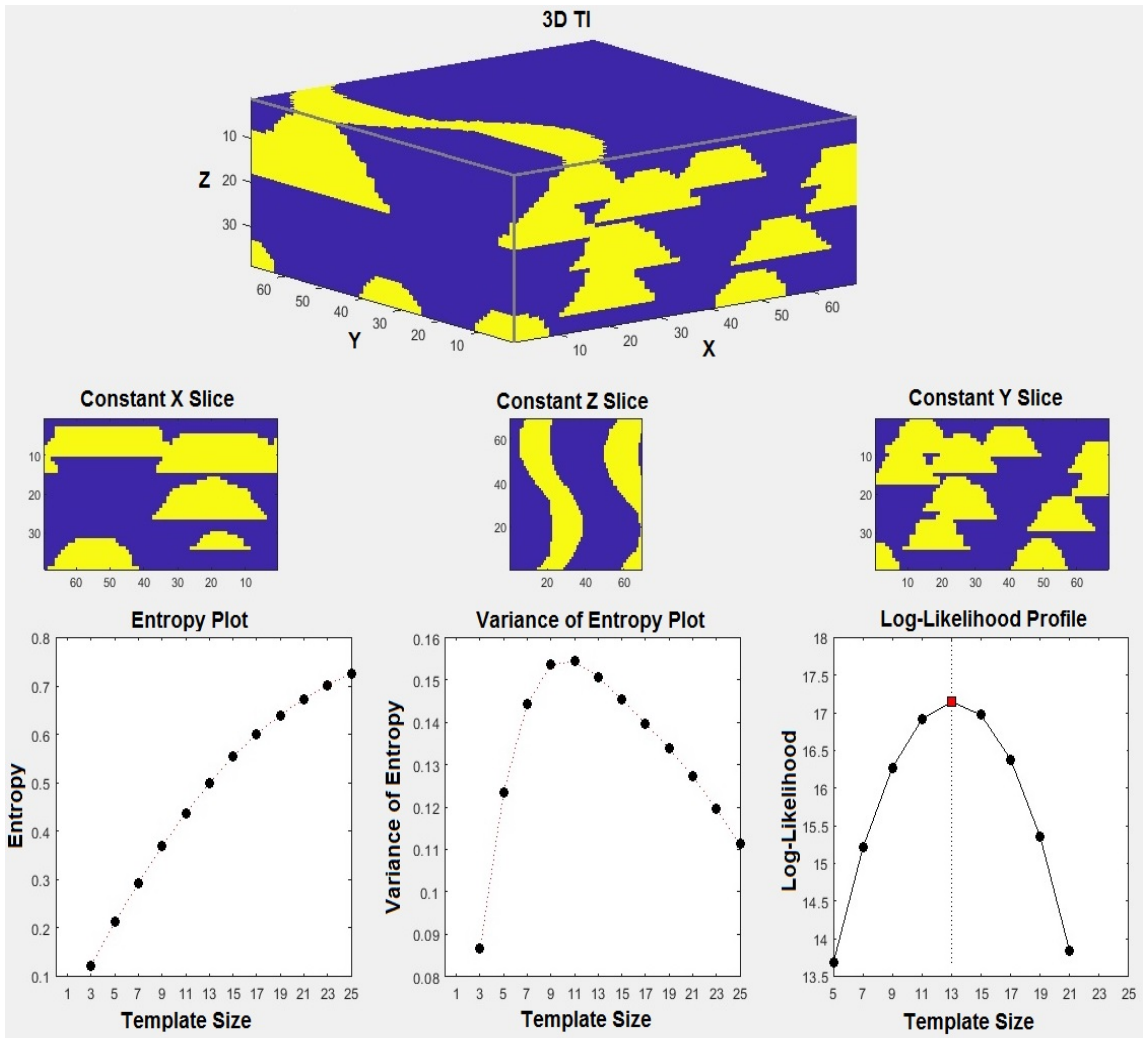 3D TI
10
Z
20
30
60
50
40
30
20
10
Y
10
20
30
40
50
60
X
Constant X Slice
10
20
30
60 50 40 30 20 10
Constant Z Slice
60
40
20
20 40 60
Constant Y Slice
10
20
30
10 20 30 40 50 60
Entropy Plot
0.8
0.7
0.6
0.5
0.4
0.3
0.2
0.1
Entropy
1 3 5 7 9 11 13 15 17 19 21 23 25
Template Size
Variance of Entropy Plot
0.16
0.15
0.14
0.13
0.12
0.11
0.1
0.09
0.08
Variance of Entropy
1 3 5 7 9 11 13 15 17 19 21 23 25
Template Size
Log-Likelihood Profile
18
17.5
17
16.5
16
15.5
15
14.5
14
13.5
Log-Likelihood
5 7 9 11 13 15 17 19 21 23 25
Template Size